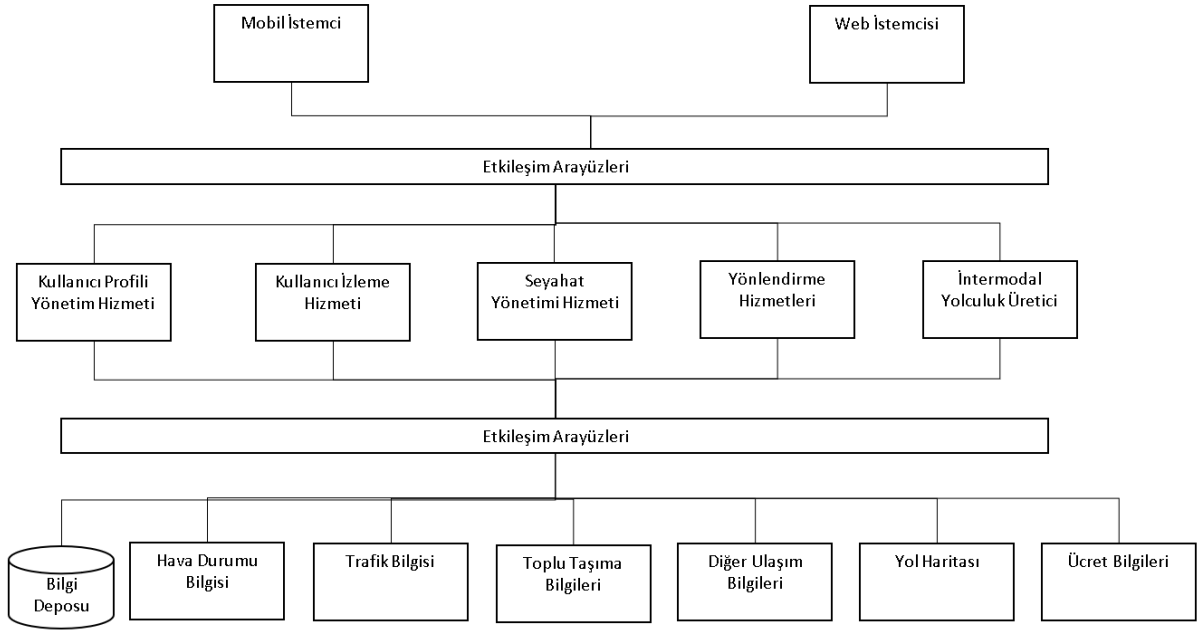 Mobil İstemci
Web İstemcisi
Etkileşim Arayüzleri
Kullanıcı Profili
Yönetim Hizmeti
Kullanıcı İzleme
Hizmeti
Seyahat
Yönetimi Hizmeti
Yönlendirme
Hizmetleri
İntermodal
Yolculuk Üretici
Etkileşim Arayüzleri
Bilgi
Deposu
Hava Durumu
Bilgisi
Trafik Bilgisi
Toplu Taşıma
Bilgileri
Diğer Ulaşım
Bilgileri
Yol Haritası
Ücret Bilgileri